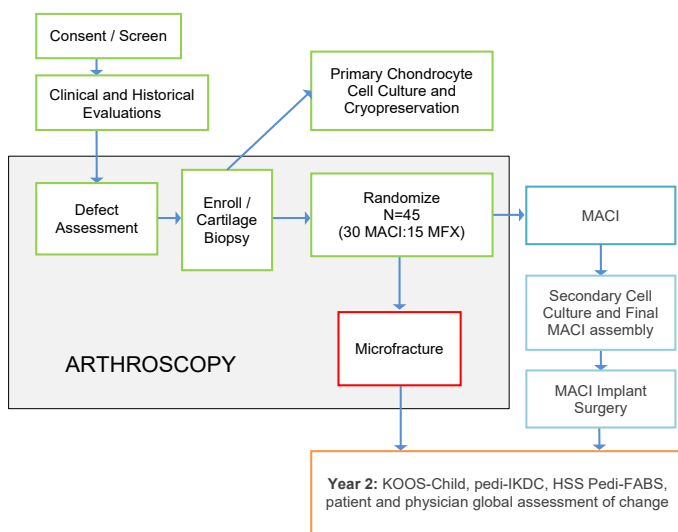 Consent / Screen
Clinical and Historical
Evaluations
Primary Chondrocyte
Cell Culture and
Cryopreservation
Defect
Assessment
Enroll /
Cartilage
Biopsy
Randomize
N=45
(30 MACI:15 MFX)
MACI
Secondary Cell
Culture and Final
MACI assembly
Microfracture
ARTHROSCOPY
MACI Implant
Surgery
Year 2: KOOS-Child, pedi-IKDC, HSS Pedi-FABS,
patient and physician global assessment of change